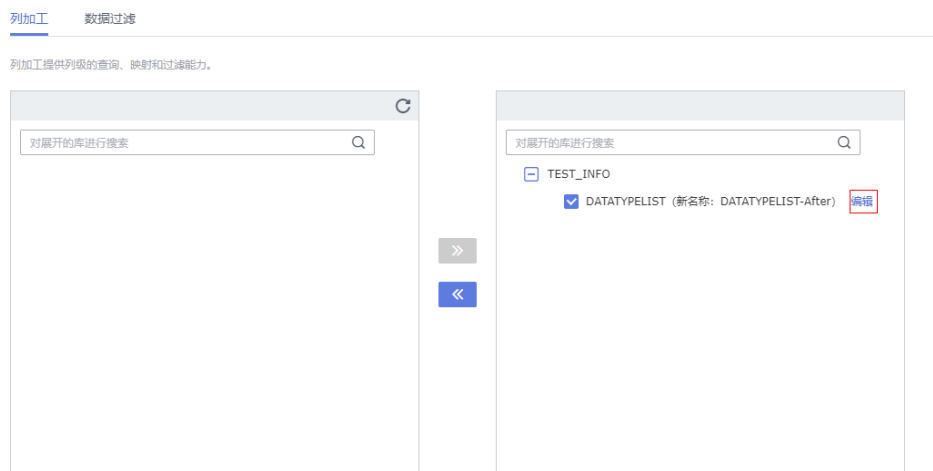 列加工 数据过滤
列加工提供列级的查询、映射和过滤能力。
对展开的库进行搜索
对展开的库进行搜索
TEST_INFO
DATATYPELIST（新名称：DATATYPELIST-After） 编辑